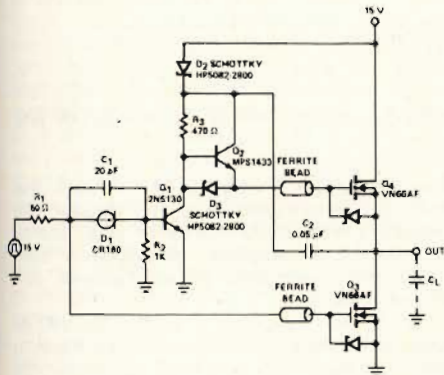 15 V
D2 SCHOTTKY
HP5082-2800
R3
470 Ω
Q2
MPS1433
FERRITE
BEAD
Q4
VN66AF
C1
20 pF
Q1
2N5130
D3
SCHOTTKY
HP5082-2800
R1
50 Ω
D1
CR180
R2
1K
15 V
C2
0.05 µF
OUT
CL
FERRITE
BEAD
Q3
VN66AF